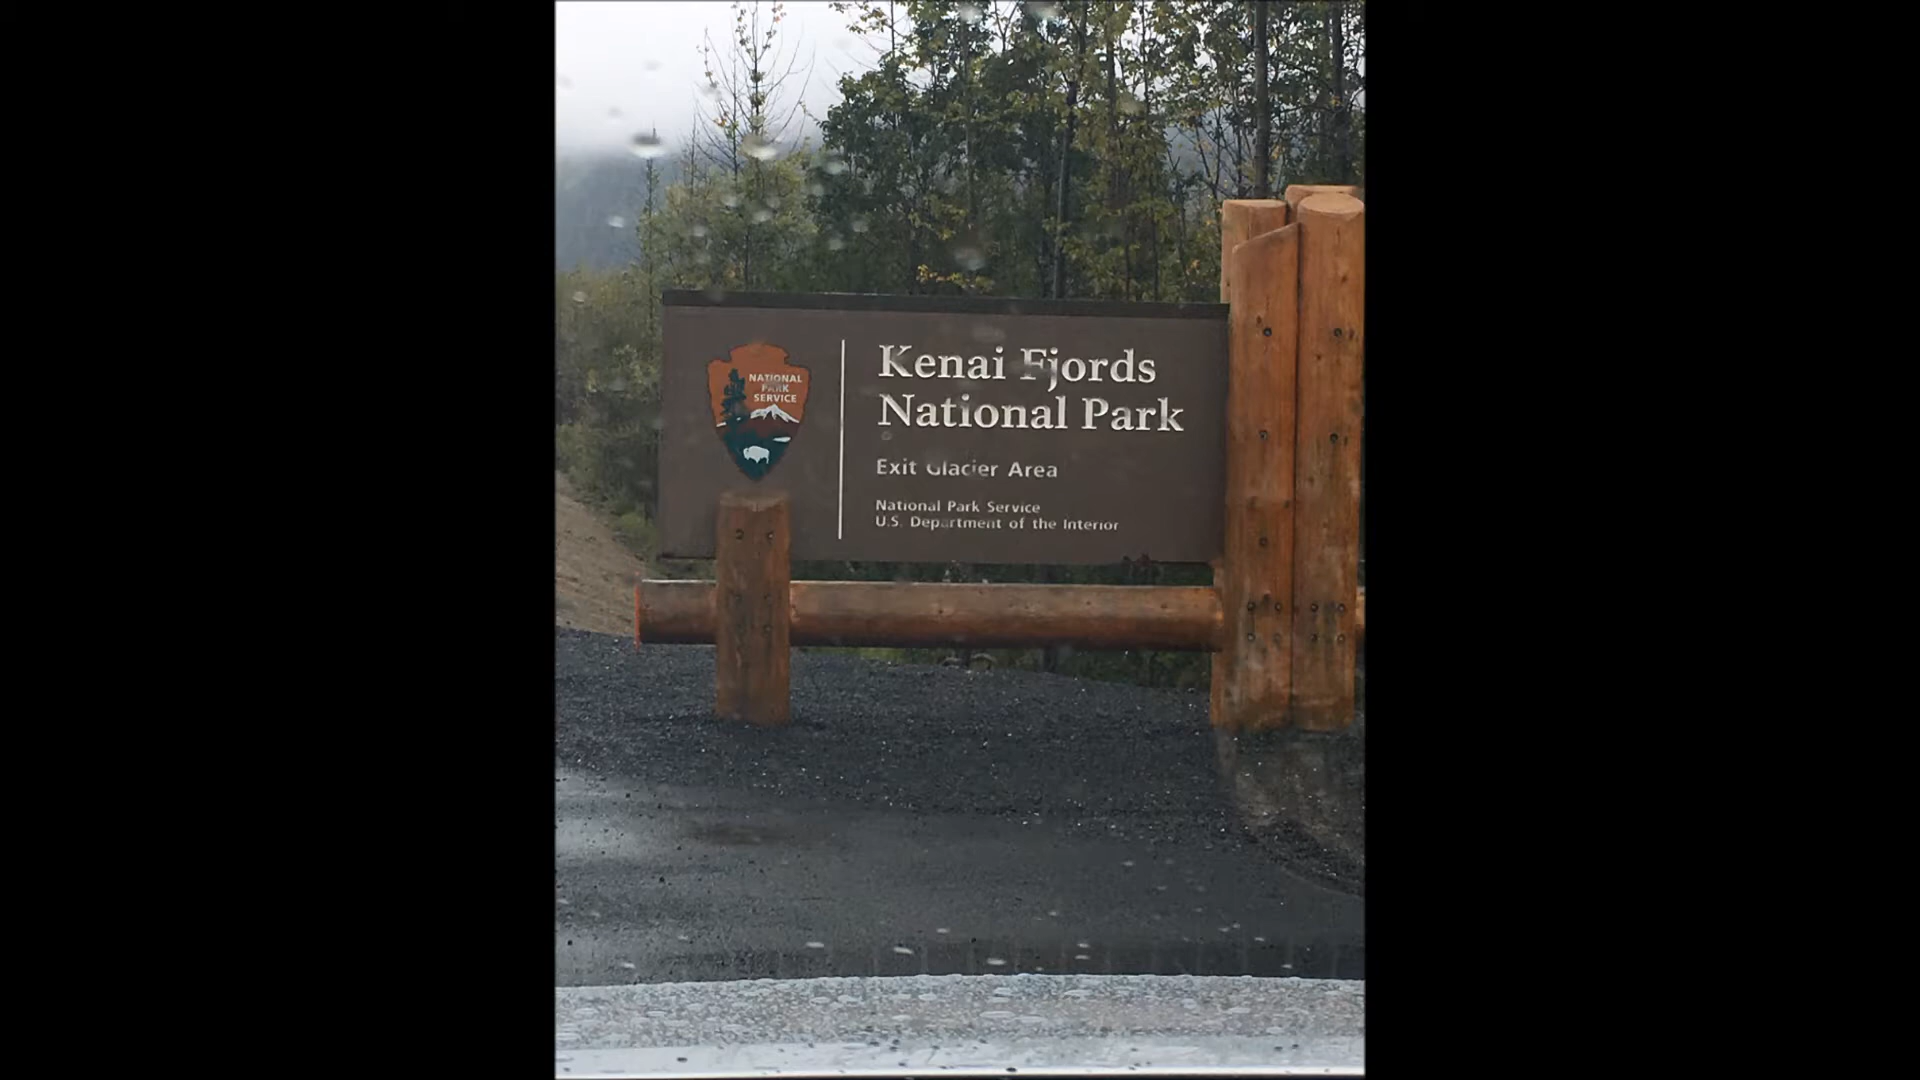 NATIONAL
PARK
SERVICE
Kenai Fjords
National Park
Exit Glacier Area
National Park Service
U.S. Department of the Interior